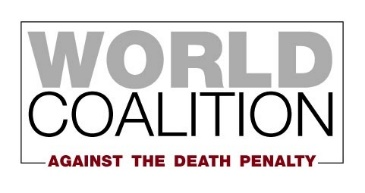 WORLD
COALITION
AGAINST THE DEATH PENALTY